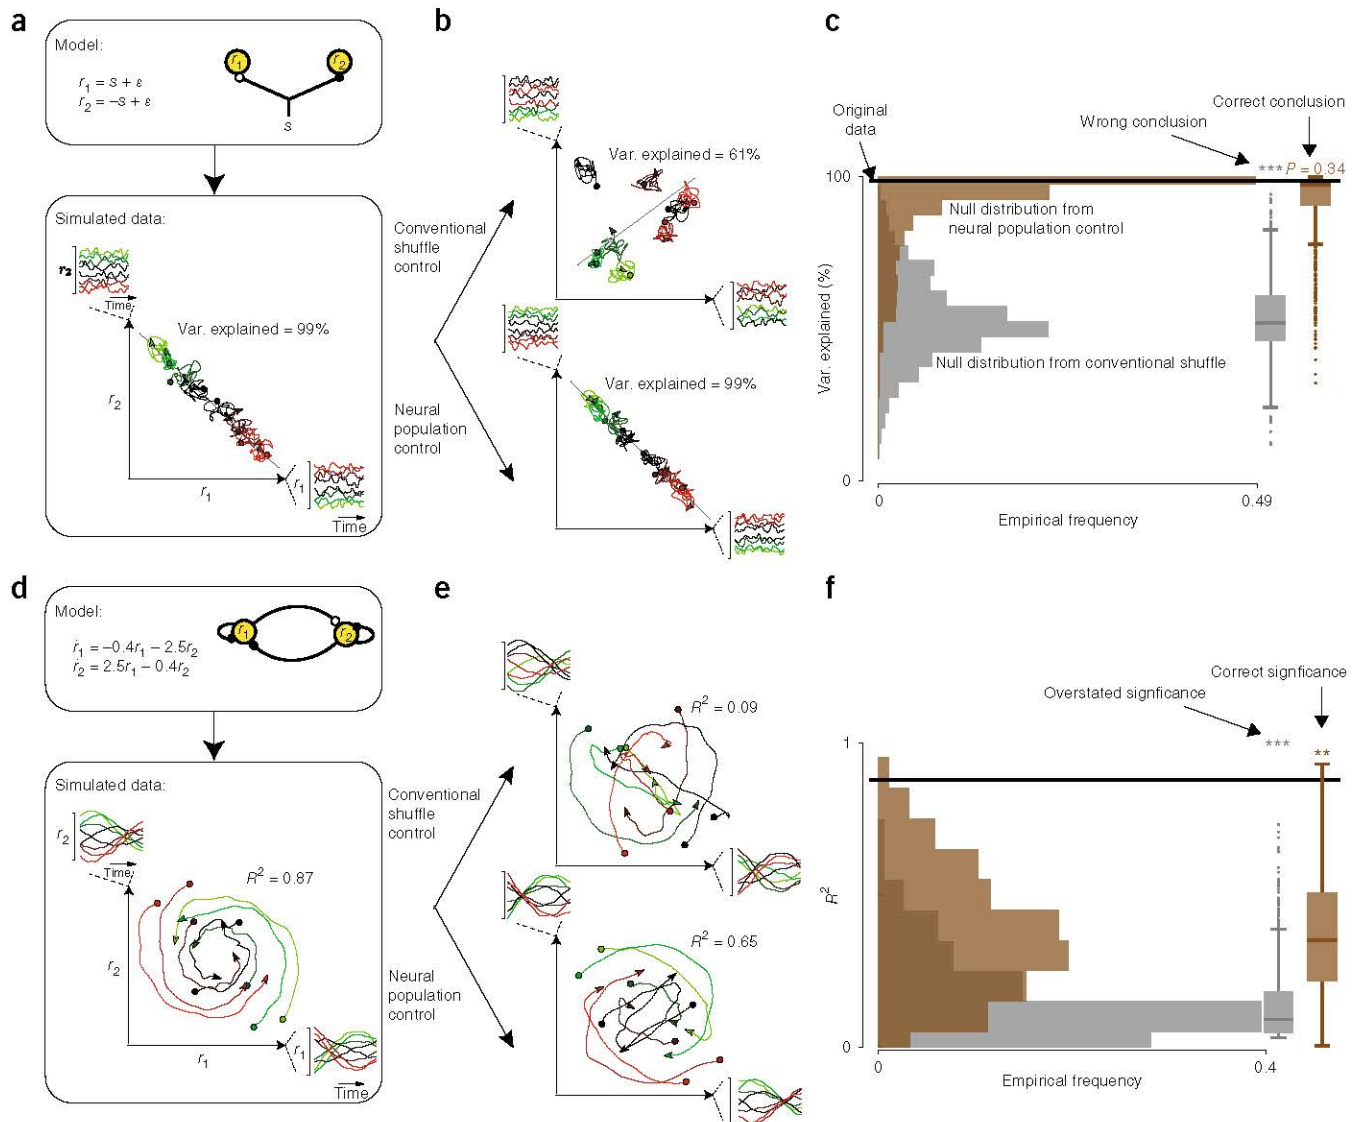 a
Model:
r1 = s + ε
r2 = −s + ε
r1
r2
s
Simulated data:
r2
Time
Var. explained = 99%
r2
r1
r1
Time
b
Var. explained = 61%
Conventional
shuffle
control
Var. explained = 99%
Neural
population
control
c
Original
data
Wrong conclusion
Correct conclusion
*** P = 0.34
100
Null distribution from
neural population control
Var. explained (%)
Null distribution from conventional shuffle
0
0
0.49
Empirical frequency
d
Model:
ṙ1 = −0.4r1 − 2.5r2
ṙ2 = 2.5r1 − 0.4r2
r1
r2
Simulated data:
r2
Time
R2 = 0.87
r2
r1
r1
Time
e
R2 = 0.09
Conventional
shuffle
control
R2 = 0.65
Neural
population
control
f
Correct signficance
Overstated signficance
***
**
1
R2
0
0
0.4
Empirical frequency